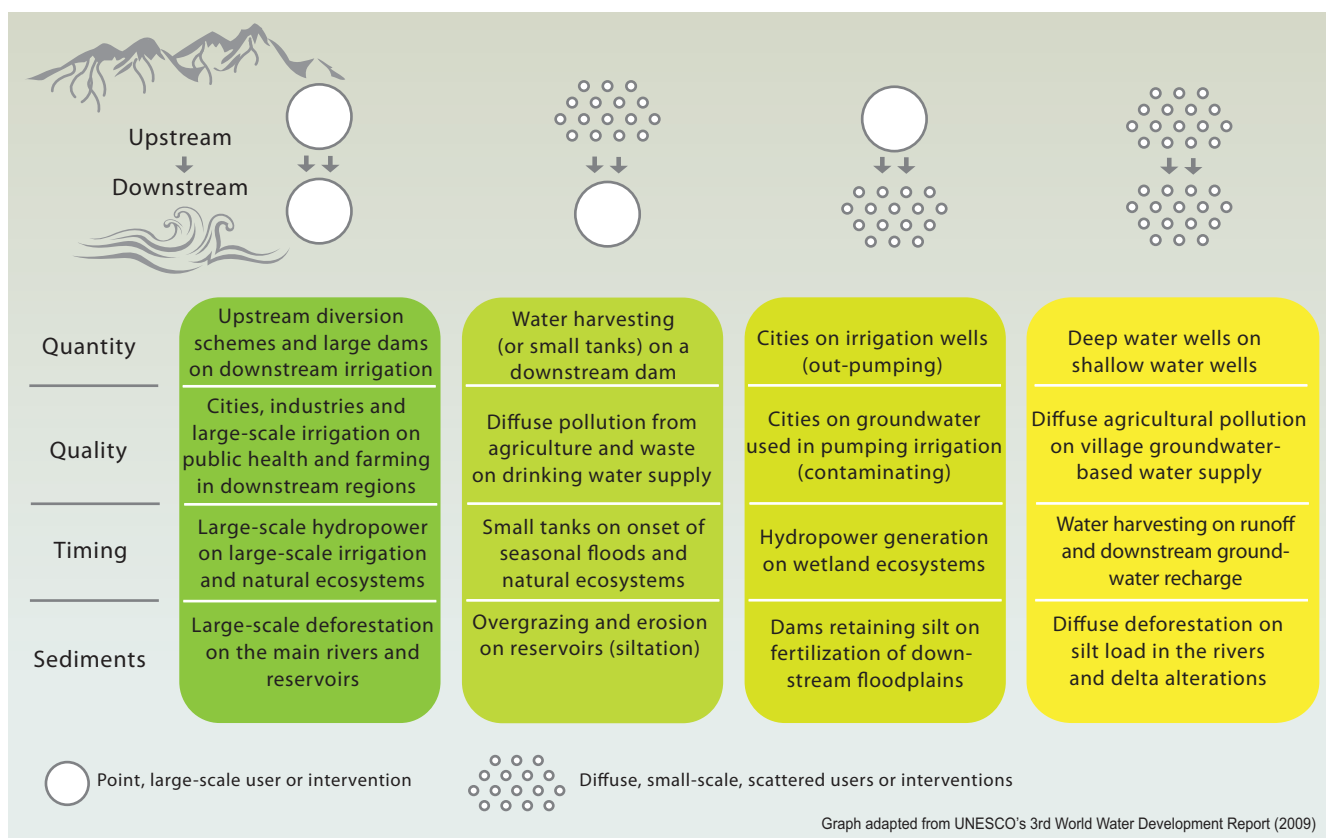 Upstream
Downstream
Quantity
Upstream diversion
schemes and large dams
on downstream irrigation
Water harvesting
(or small tanks) on a
downstream dam
Cities on irrigation wells
(out-pumping)
Deep water wells on
shallow water wells
Quality
Cities, industries and
large-scale irrigation on
public health and farming
in downstream regions
Diffuse pollution from
agriculture and waste
on drinking water supply
Cities on groundwater
used in pumping irrigation
(contaminating)
Diffuse agricultural pollution
on village groundwater-
based water supply
Timing
Large-scale hydropower
on large-scale irrigation
and natural ecosystems
Small tanks on onset of
seasonal floods and
natural ecosystems
Hydropower generation
on wetland ecosystems
Water harvesting on runoff
and downstream ground-
water recharge
Sediments
Large-scale deforestation
on the main rivers and
reservoirs
Overgrazing and erosion
on reservoirs (siltation)
Dams retaining silt on
fertilization of down-
stream floodplains
Diffuse deforestation on
silt load in the rivers
and delta alterations
Point, large-scale user or intervention
Diffuse, small-scale, scattered users or interventions
Graph adapted from UNESCO's 3rd World Water Development Report (2009)